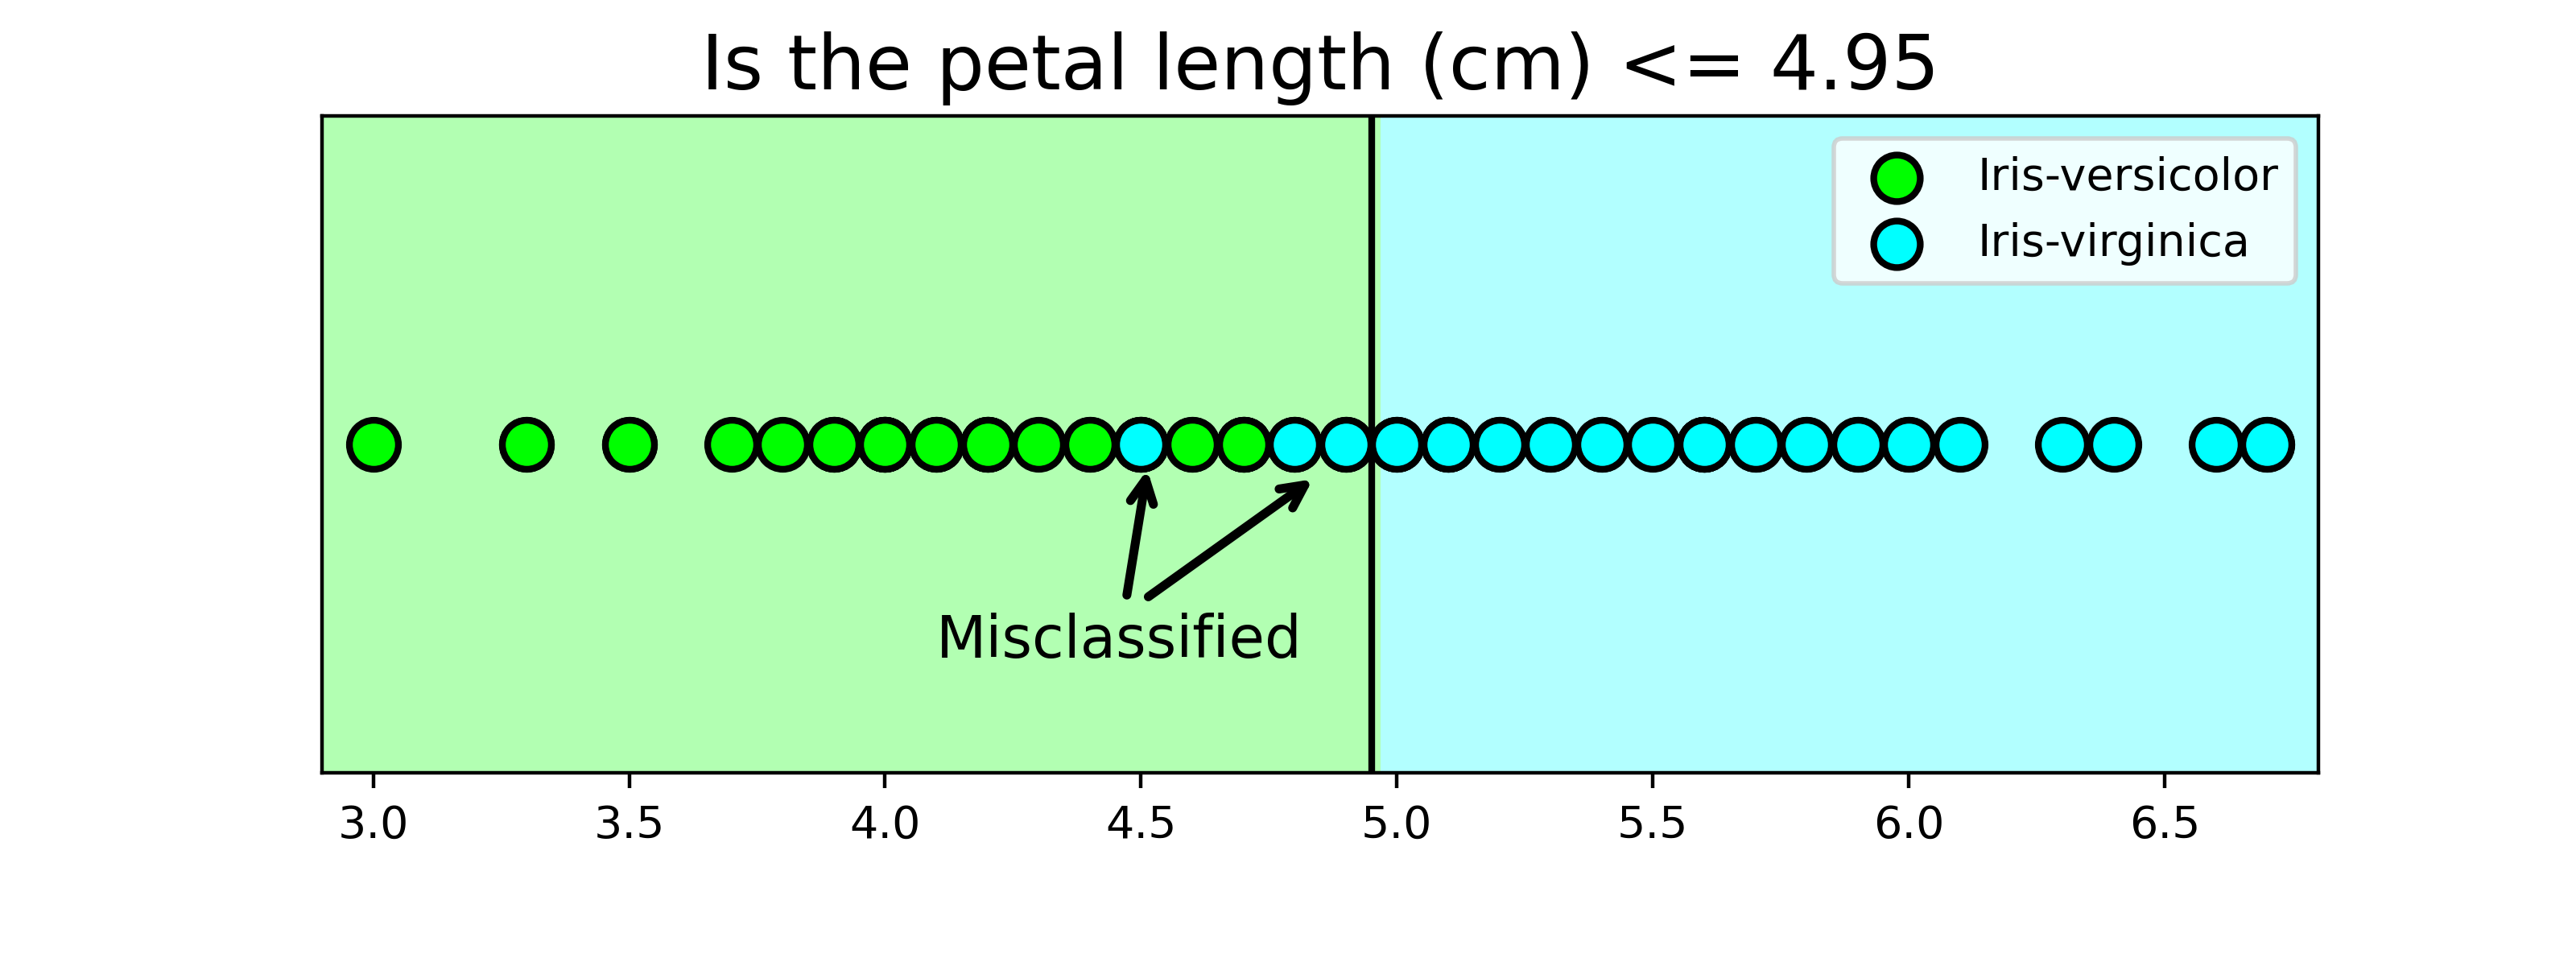 Is the petal length (cm) <= 4.95
Iris-versicolor
Iris-virginica
Misclassified
3.0 3.5 4.0 4.5 5.0 5.5 6.0 6.5